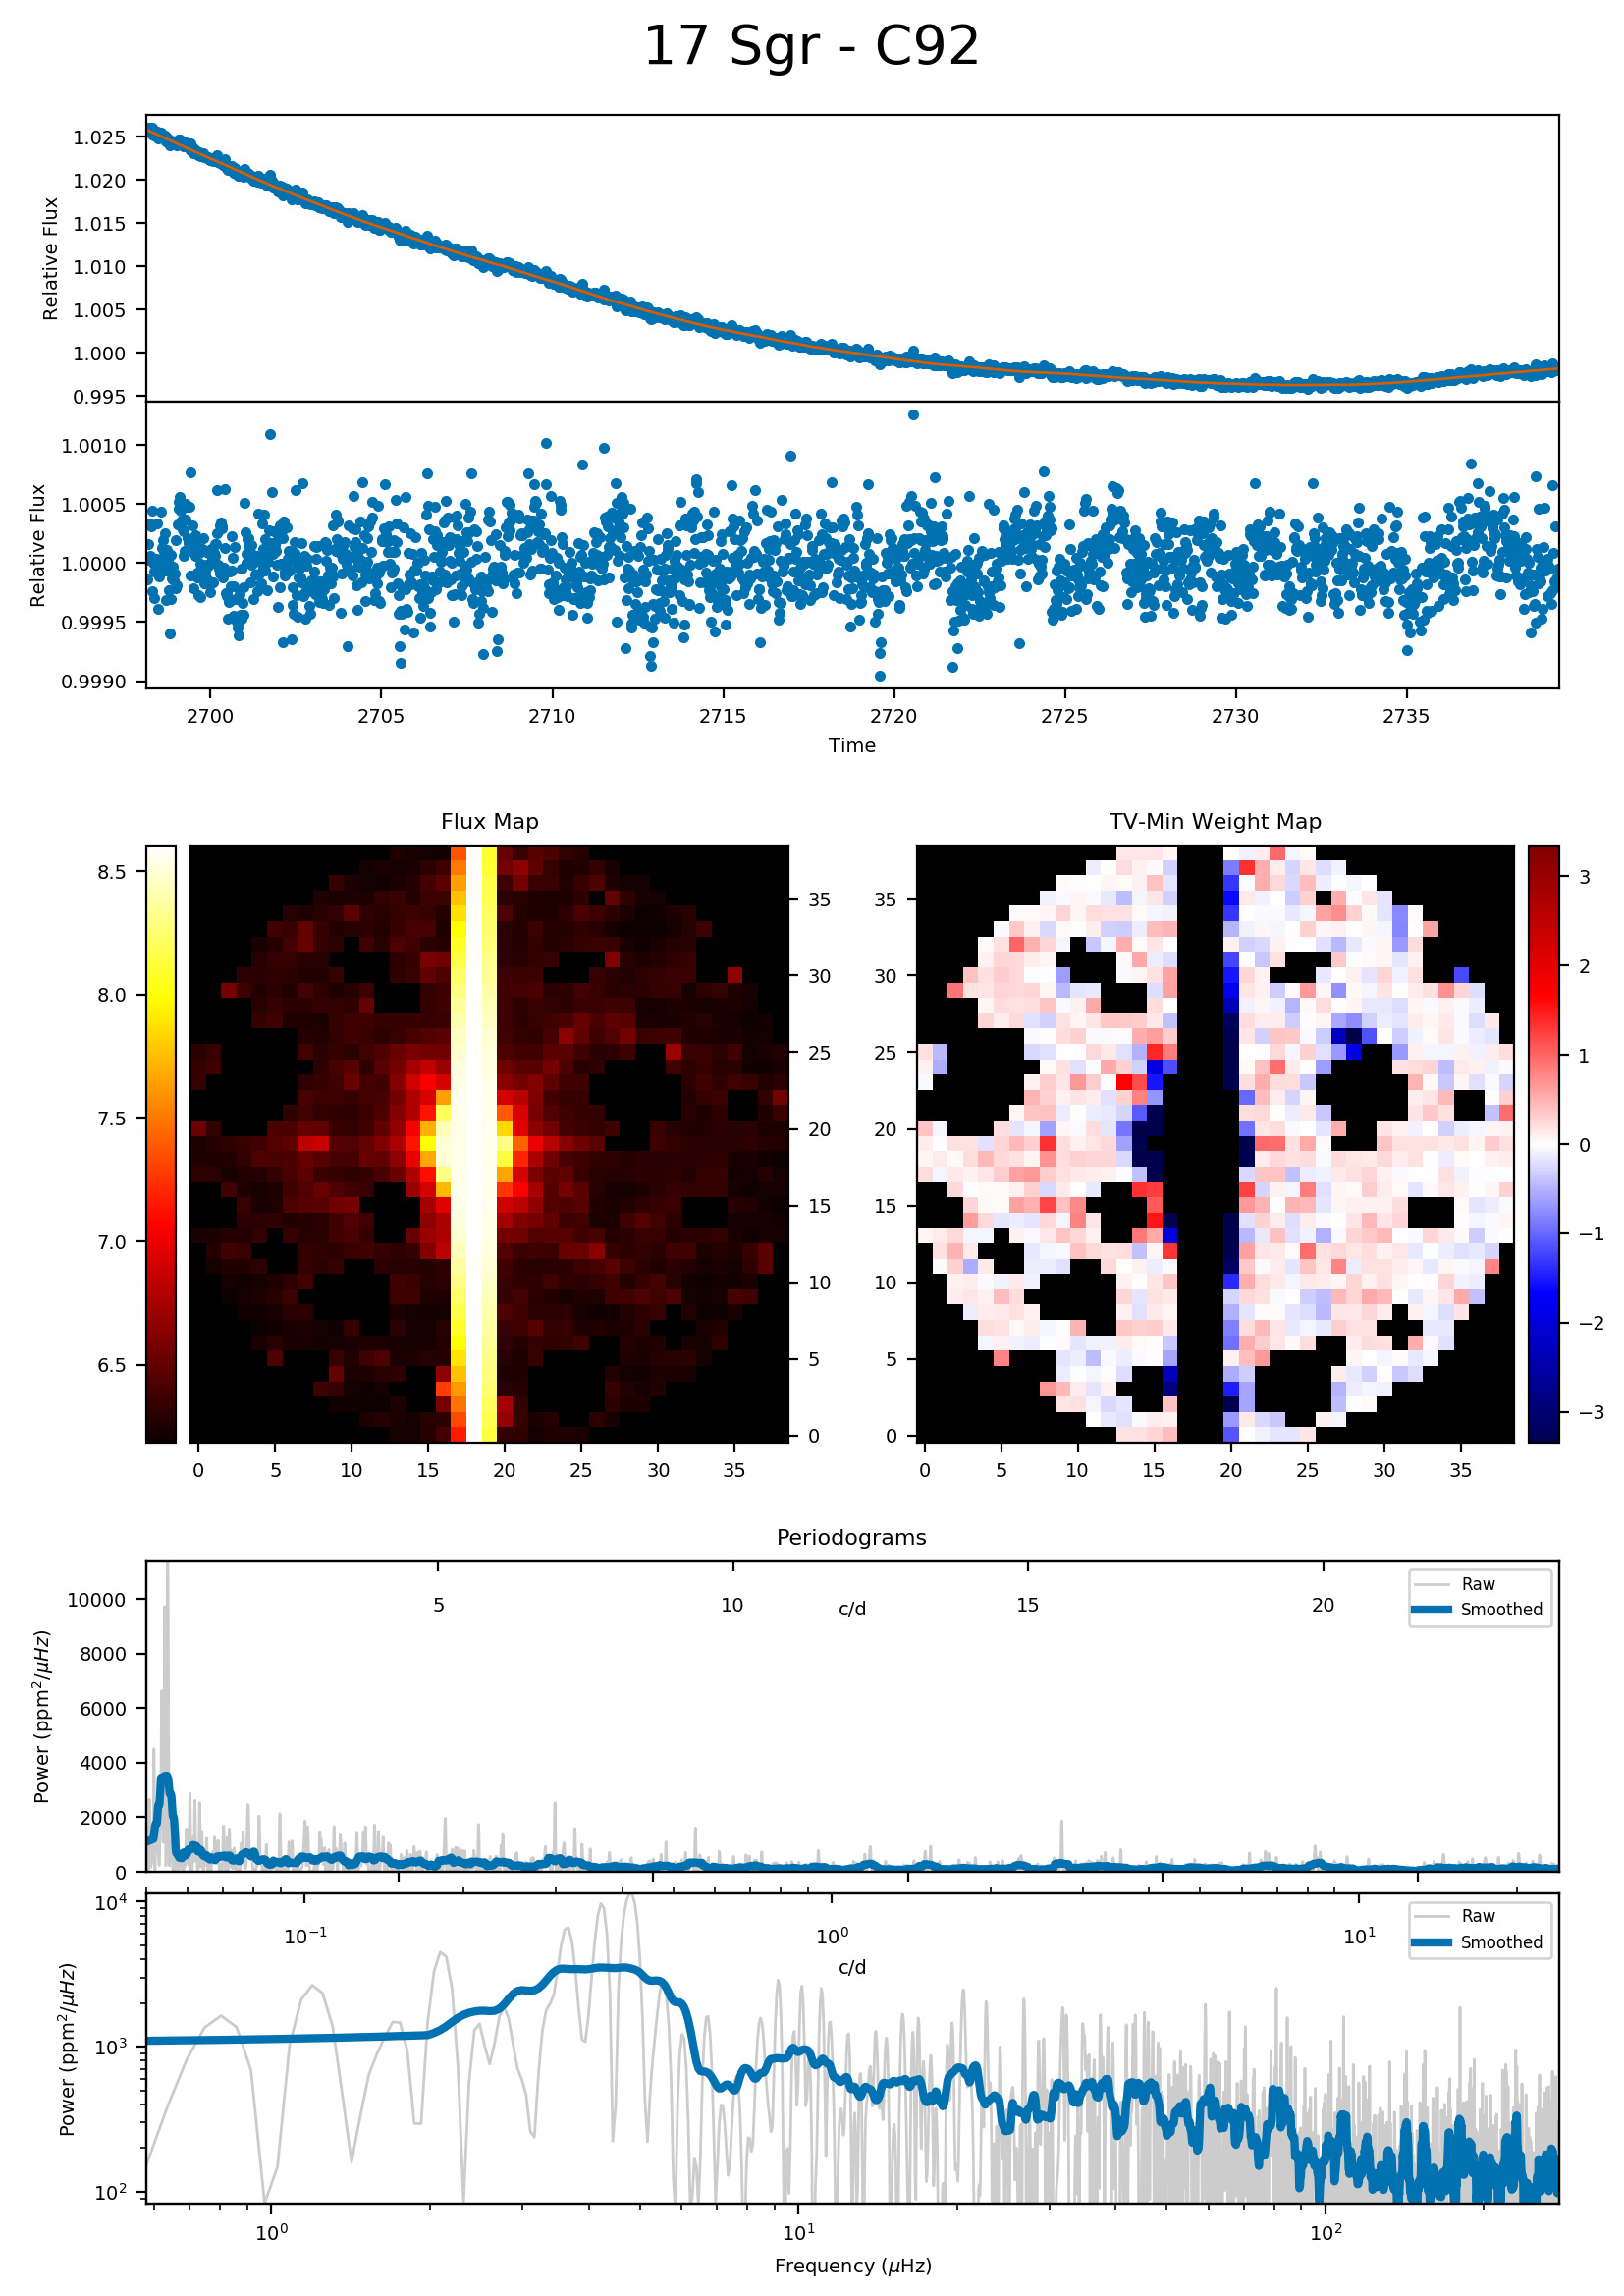 17 Sgr - C92
1.025
1.020
1.015
1.010
1.005
1.000
0.995
Relative Flux
1.0010
1.0005
1.0000
0.9995
0.9990
Relative Flux
2700 2705 2710 2715 2720 2725 2730 2735
Time
Flux Map
8.5
8.0
7.5
7.0
6.5
35
30
25
20
15
10
5
0
0 5 10 15 20 25 30 35
TV-Min Weight Map
35
30
25
20
15
10
5
0
0 5 10 15 20 25 30 35
3
2
1
0
−1
−2
−3
Periodograms
10000
8000
6000
4000
2000
0
Power (ppm²/μHz)
5 10 15 20
c/d
Raw
Smoothed
10⁴
10³
10²
Power (ppm²/μHz)
10⁻¹ 10⁰ 10¹
c/d
Raw
Smoothed
10⁰ 10¹ 10²
Frequency (μHz)